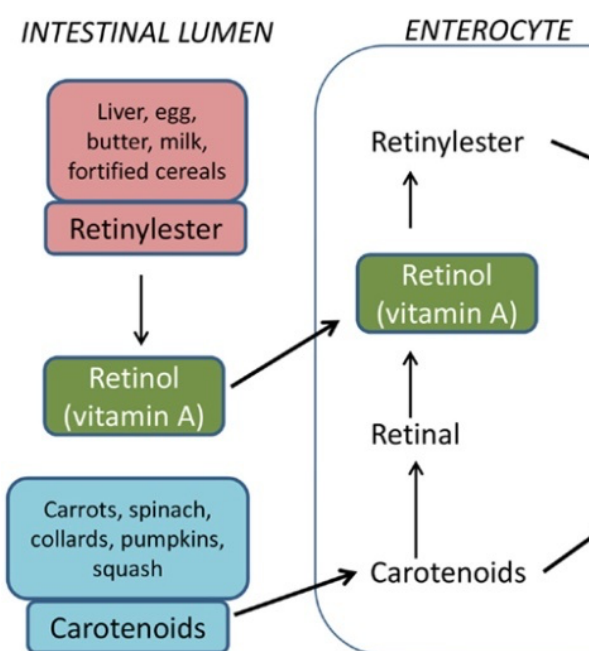 INTESTINAL LUMEN
Liver, egg,
butter, milk,
fortified cereals
Retinylester
Retinol
(vitamin A)
Carrots, spinach,
collards, pumpkins,
squash
Carotenoids
ENTEROCYTE
Retinylester
Retinol
(vitamin A)
Retinal
Carotenoids